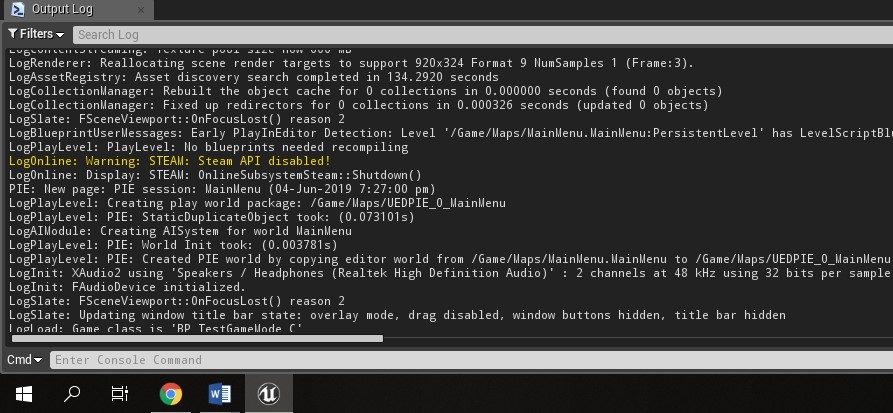 Output Log
Filters
Search Log
LogContentStreaming: Texture pool size now 600 MB
LogRenderer: Reallocating scene render targets to support 920x324 Format 9 NumSamples 1 (Frame:3).
LogAssetRegistry: Asset discovery search completed in 134.2920 seconds
LogCollectionManager: Rebuilt the object cache for 0 collections in 0.000000 seconds (found 0 objects)
LogCollectionManager: Fixed up redirectors for 0 collections in 0.000326 seconds (updated 0 objects)
LogSlate: FSceneViewport::OnFocusLost() reason 2
LogBlueprintUserMessages: Early PlayInEditor Detection: Level '/Game/Maps/MainMenu.MainMenu:PersistentLevel' has LevelScriptBlu
LogPlayLevel: PlayLevel: No blueprints needed recompiling
LogOnline: Warning: STEAM: Steam API disabled!
LogOnline: Display: STEAM: OnlineSubsystemSteam::Shutdown()
PIE: New page: PIE session: MainMenu (04-Jun-2019 7:27:00 pm)
LogPlayLevel: Creating play world package: /Game/Maps/UEDPIE_0_MainMenu
LogPlayLevel: PIE: StaticDuplicateObject took: (0.073101s)
LogAIModule: Creating AISystem for world MainMenu
LogPlayLevel: PIE: World Init took: (0.003781s)
LogPlayLevel: PIE: Created PIE world by copying editor world from /Game/Maps/MainMenu.MainMenu to /Game/Maps/UEDPIE_0_MainMenu
LogInit: XAudio2 using 'Speakers / Headphones (Realtek High Definition Audio)' : 2 channels at 48 kHz using 32 bits per sample
LogInit: FAudioDevice initialized.
LogSlate: FSceneViewport::OnFocusLost() reason 2
LogSlate: Updating window title bar state: overlay mode, drag disabled, window buttons hidden, title bar hidden
LogLoad: Game class is 'BP_TestGameMode_C'
Cmd
Enter Console Command